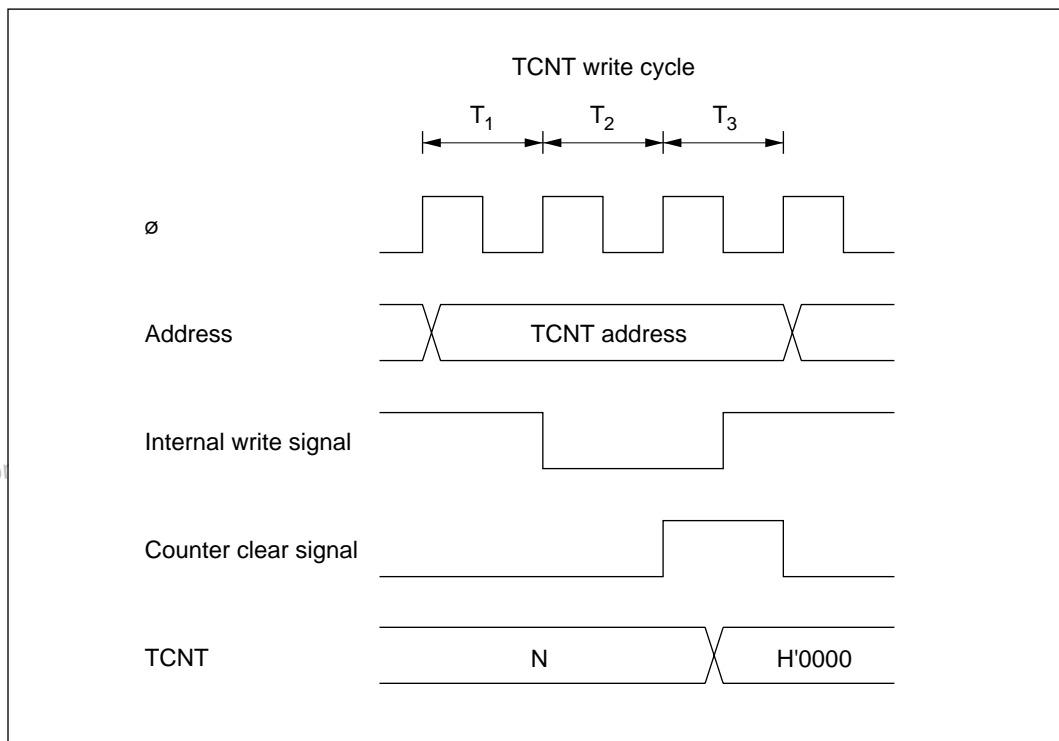 TCNT write cycle
T1 T2 T3
ø
Address
TCNT address
Internal write signal
Counter clear signal
TCNT
N
H'0000